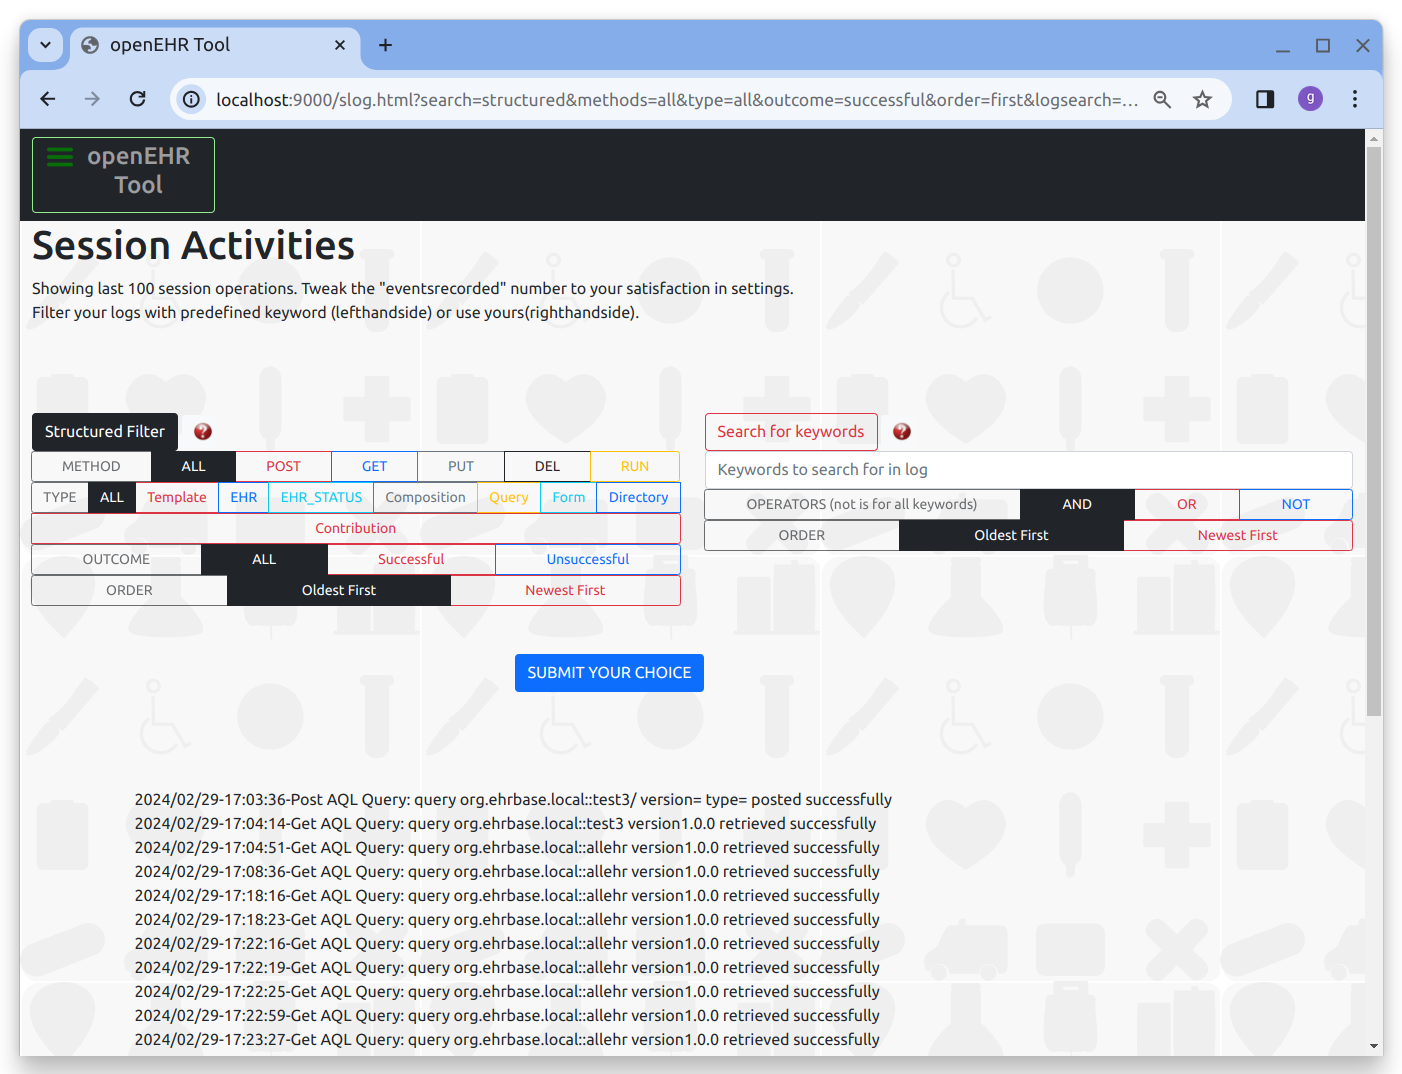 openEHR Tool
localhost:9000/slog.html?search=structured&methods=all&type=all&outcome=successful&order=first&logsearch=...
g
openEHR
Tool
Session Activities
Showing last 100 session operations. Tweak the "eventsrecorded" number to your satisfaction in settings.
Filter your logs with predefined keyword (lefthandside) or use yours(righthandside).
Structured Filter ?
METHOD ALL POST GET PUT DEL RUN
TYPE ALL Template EHR EHR_STATUS Composition Query Form Directory
Contribution
OUTCOME ALL Successful Unsuccessful
ORDER Oldest First Newest First
Search for keywords ?
Keywords to search for in log
OPERATORS (not is for all keywords) AND OR NOT
ORDER Oldest First Newest First
SUBMIT YOUR CHOICE
2024/02/29-17:03:36-Post AQL Query: query org.ehrbase.local::test3/ version= type= posted successfully
2024/02/29-17:04:14-Get AQL Query: query org.ehrbase.local::test3 version1.0.0 retrieved successfully
2024/02/29-17:04:51-Get AQL Query: query org.ehrbase.local::allehr version1.0.0 retrieved successfully
2024/02/29-17:08:36-Get AQL Query: query org.ehrbase.local::allehr version1.0.0 retrieved successfully
2024/02/29-17:18:16-Get AQL Query: query org.ehrbase.local::allehr version1.0.0 retrieved successfully
2024/02/29-17:18:23-Get AQL Query: query org.ehrbase.local::allehr version1.0.0 retrieved successfully
2024/02/29-17:22:16-Get AQL Query: query org.ehrbase.local::allehr version1.0.0 retrieved successfully
2024/02/29-17:22:19-Get AQL Query: query org.ehrbase.local::allehr version1.0.0 retrieved successfully
2024/02/29-17:22:25-Get AQL Query: query org.ehrbase.local::allehr version1.0.0 retrieved successfully
2024/02/29-17:22:59-Get AQL Query: query org.ehrbase.local::allehr version1.0.0 retrieved successfully
2024/02/29-17:23:27-Get AQL Query: query org.ehrbase.local::allehr version1.0.0 retrieved successfully